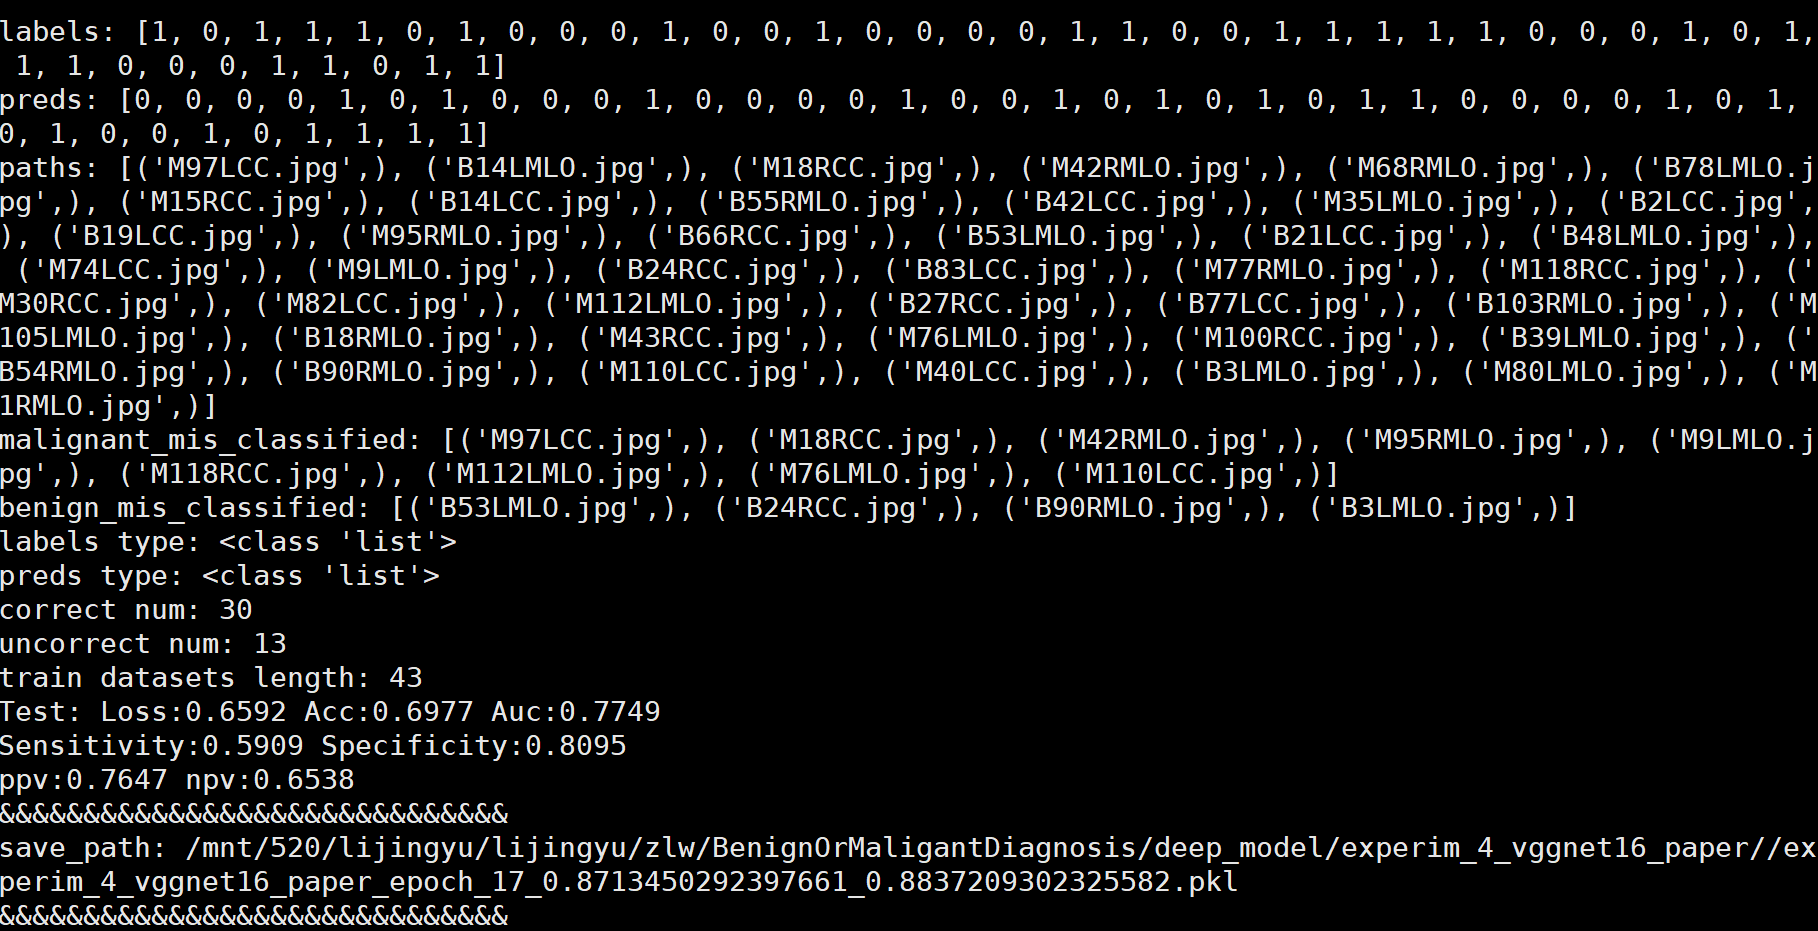 labels: [1, 0, 1, 1, 1, 0, 1, 0, 0, 0, 1, 0, 0, 1, 0, 0, 0, 0, 1, 1, 0, 0, 1, 1, 1, 1, 1, 0, 0, 0, 1, 0, 1,
1, 1, 0, 0, 0, 1, 1, 0, 1, 1]
preds: [0, 0, 0, 0, 1, 0, 1, 0, 0, 0, 1, 0, 0, 0, 0, 1, 0, 0, 1, 0, 1, 0, 1, 0, 1, 1, 0, 0, 0, 0, 1, 0, 1,
0, 1, 0, 0, 1, 0, 1, 1, 1, 1]
paths: [('M97LCC.jpg',), ('B14LMLO.jpg',), ('M18RCC.jpg',), ('M42RMLO.jpg',), ('M68RMLO.jpg',), ('B78LMLO.j
pg',), ('M15RCC.jpg',), ('B14LCC.jpg',), ('B55RMLO.jpg',), ('B42LCC.jpg',), ('M35LMLO.jpg',), ('B2LCC.jpg',
), ('B19LCC.jpg',), ('M95RMLO.jpg',), ('B66RCC.jpg',), ('B53LMLO.jpg',), ('B21LCC.jpg',), ('B48LMLO.jpg',),
('M74LCC.jpg',), ('M9LMLO.jpg',), ('B24RCC.jpg',), ('B83LCC.jpg',), ('M77RMLO.jpg',), ('M118RCC.jpg',), ('
M30RCC.jpg',), ('M82LCC.jpg',), ('M112LMLO.jpg',), ('B27RCC.jpg',), ('B77LCC.jpg',), ('B103RMLO.jpg',), ('M
105LMLO.jpg',), ('B18RMLO.jpg',), ('M43RCC.jpg',), ('M76LMLO.jpg',), ('M100RCC.jpg',), ('B39LMLO.jpg',), ('
B54RMLO.jpg',), ('B90RMLO.jpg',), ('M110LCC.jpg',), ('M40LCC.jpg',), ('B3LMLO.jpg',), ('M80LMLO.jpg',), ('M
1RMLO.jpg',)]
malignant_mis_classified: [('M97LCC.jpg',), ('M18RCC.jpg',), ('M42RMLO.jpg',), ('M95RMLO.jpg',), ('M9LMLO.j
pg',), ('M118RCC.jpg',), ('M112LMLO.jpg',), ('M76LMLO.jpg',), ('M110LCC.jpg',)]
benign_mis_classified: [('B53LMLO.jpg',), ('B24RCC.jpg',), ('B90RMLO.jpg',), ('B3LMLO.jpg',)]
labels type: <class 'list'>
preds type: <class 'list'>
correct num: 30
uncorrect num: 13
train datasets length: 43
Test: Loss:0.6592 Acc:0.6977 Auc:0.7749
Sensitivity:0.5909 Specificity:0.8095
ppv:0.7647 npv:0.6538
&&&&&&&&&&&&&&&&&&&&&&&&&&&&&&
save_path: /mnt/520/lijingyu/lijingyu/zlw/BenignOrMaligantDiagnosis/deep_model/experim_4_vggnet16_paper//ex
perim_4_vggnet16_paper_epoch_17_0.8713450292397661_0.8837209302325582.pkl
&&&&&&&&&&&&&&&&&&&&&&&&&&&&&&